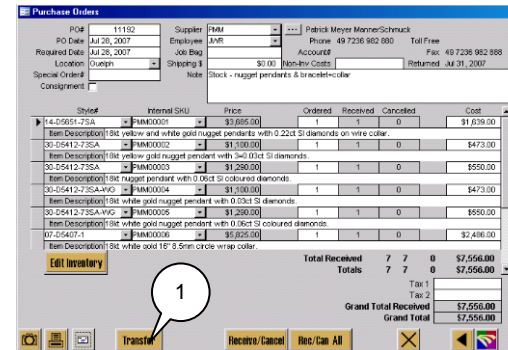 Purchase Orders
PO# 11192 Supplier PMM ... Patrick Meyer MannerSchmuck
PO Date Jul 28, 2007 Employee JWR Phone 49 7236 982 880 Toll Free
Required Date Jul 28, 2007 Job Bag Account# Fax 49 7236 982 888
Location Guelph Shipping $ $0.00 Non-Inv Costs Returned Jul 31, 2007
Special Order# Note Stock - nugget pendants & bracelet+collar
Consignment
Style# Internal SKU Price Ordered Received Cancelled Cost
14-D5651-7SA PMM00001 $3,685.00 1 1 0 $1,639.00
Item Description 18kt yellow and white gold nugget pendants with 0.22ct SI diamonds on wire collar.
30-D5412-73SA PMM00002 $1,100.00 1 1 0 $473.00
Item Description 18kt yellow gold nugget pendant with 3=0.03ct SI diamonds.
30-D5412-73SA PMM00003 $1,290.00 1 1 0 $550.00
Item Description 18kt nugget pendant with 0.06ct SI coloured diamonds.
30-D5412-73SA-WG PMM00004 $1,100.00 1 1 0 $473.00
Item Description 18kt white gold nugget pendant with 0.03ct SI diamonds.
30-D5412-73SA-WG PMM00005 $1,290.00 1 1 0 $550.00
Item Description 18kt white gold nugget pendant with 0.06ct SI coloured diamonds.
07-D5407-1 PMM00006 $5,825.00 1 1 0 $2,486.00
Item Description 18kt white gold 16" 8.5mm circle wrap collar.
Edit Inventory Total Received 7 7 0 $7,556.00
Totals 7 7 0 $7,556.00
Tax 1
Tax 2
Grand Total Received $7,556.00
Grand Total $7,556.00
1
Transfer Receive/Cancel Rec/Can All